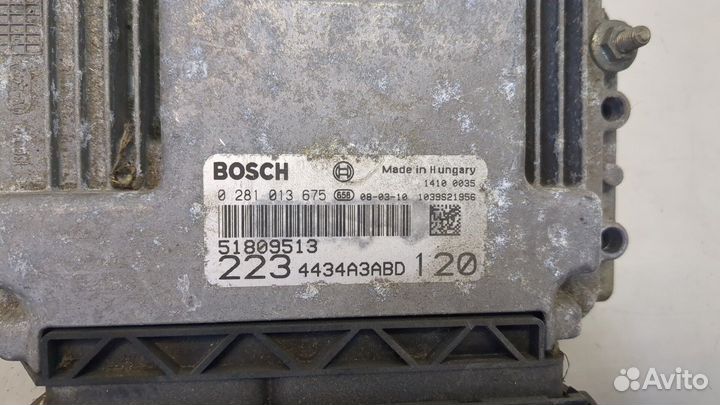 BOSCH Made in Hungary
1410 0035
0 281 013 675 656 08-03-10 1039S21956
51809513
223 4434A3ABD 120
Avito